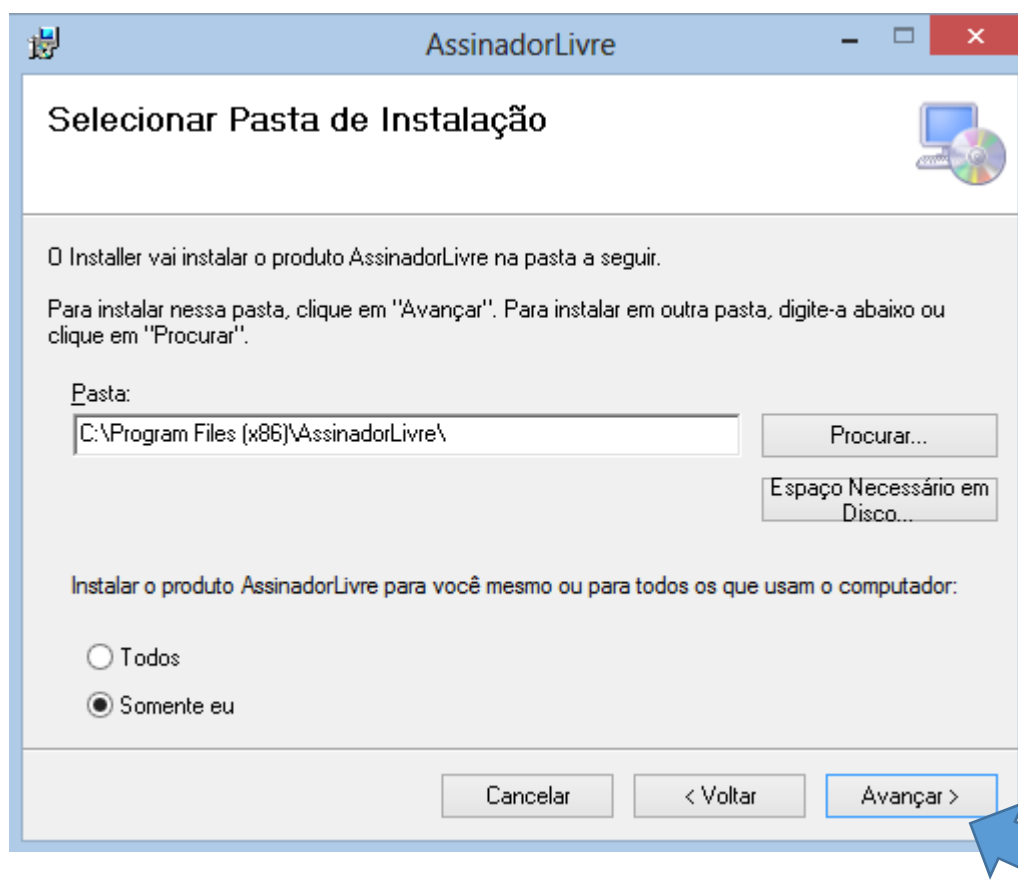 AssinadorLivre
Selecionar Pasta de Instalação
O Installer vai instalar o produto AssinadorLivre na pasta a seguir.
Para instalar nessa pasta, clique em "Avançar". Para instalar em outra pasta, digite-a abaixo ou
clique em "Procurar".
Pasta:
C:\Program Files (x86)\AssinadorLivre\
Procurar...
Espaço Necessário em
Disco...
Instalar o produto AssinadorLivre para você mesmo ou para todos os que usam o computador:
Todos
Somente eu
Cancelar
< Voltar
Avançar >